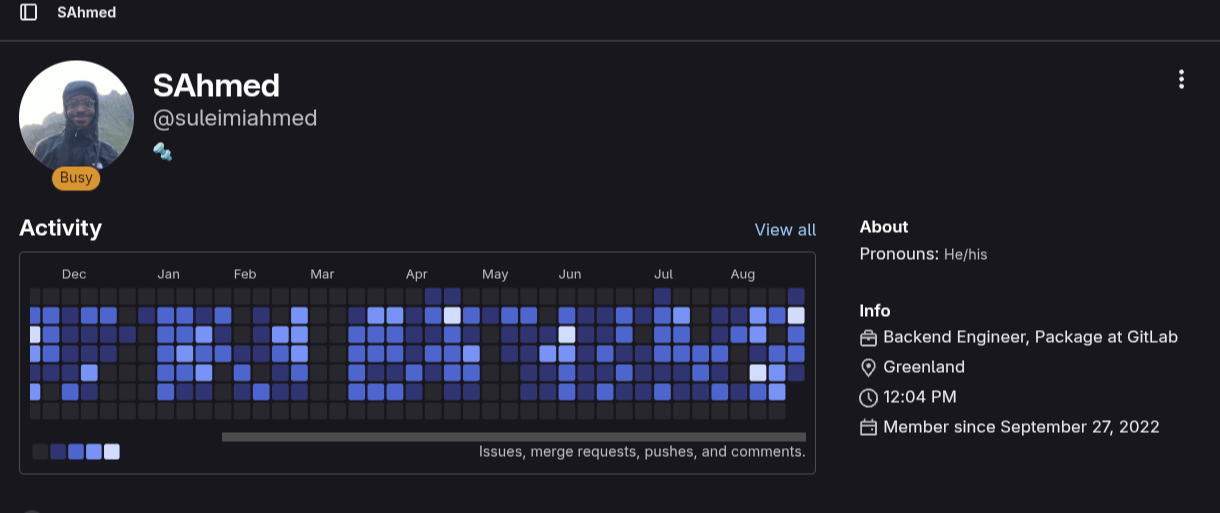 SAhmed
SAhmed
@suleimiahmed
Busy
Activity
View all
Dec Jan Feb Mar Apr May Jun Jul Aug
Issues, merge requests, pushes, and comments.
About
Pronouns: He/his
Info
Backend Engineer, Package at GitLab
Greenland
12:04 PM
Member since September 27, 2022